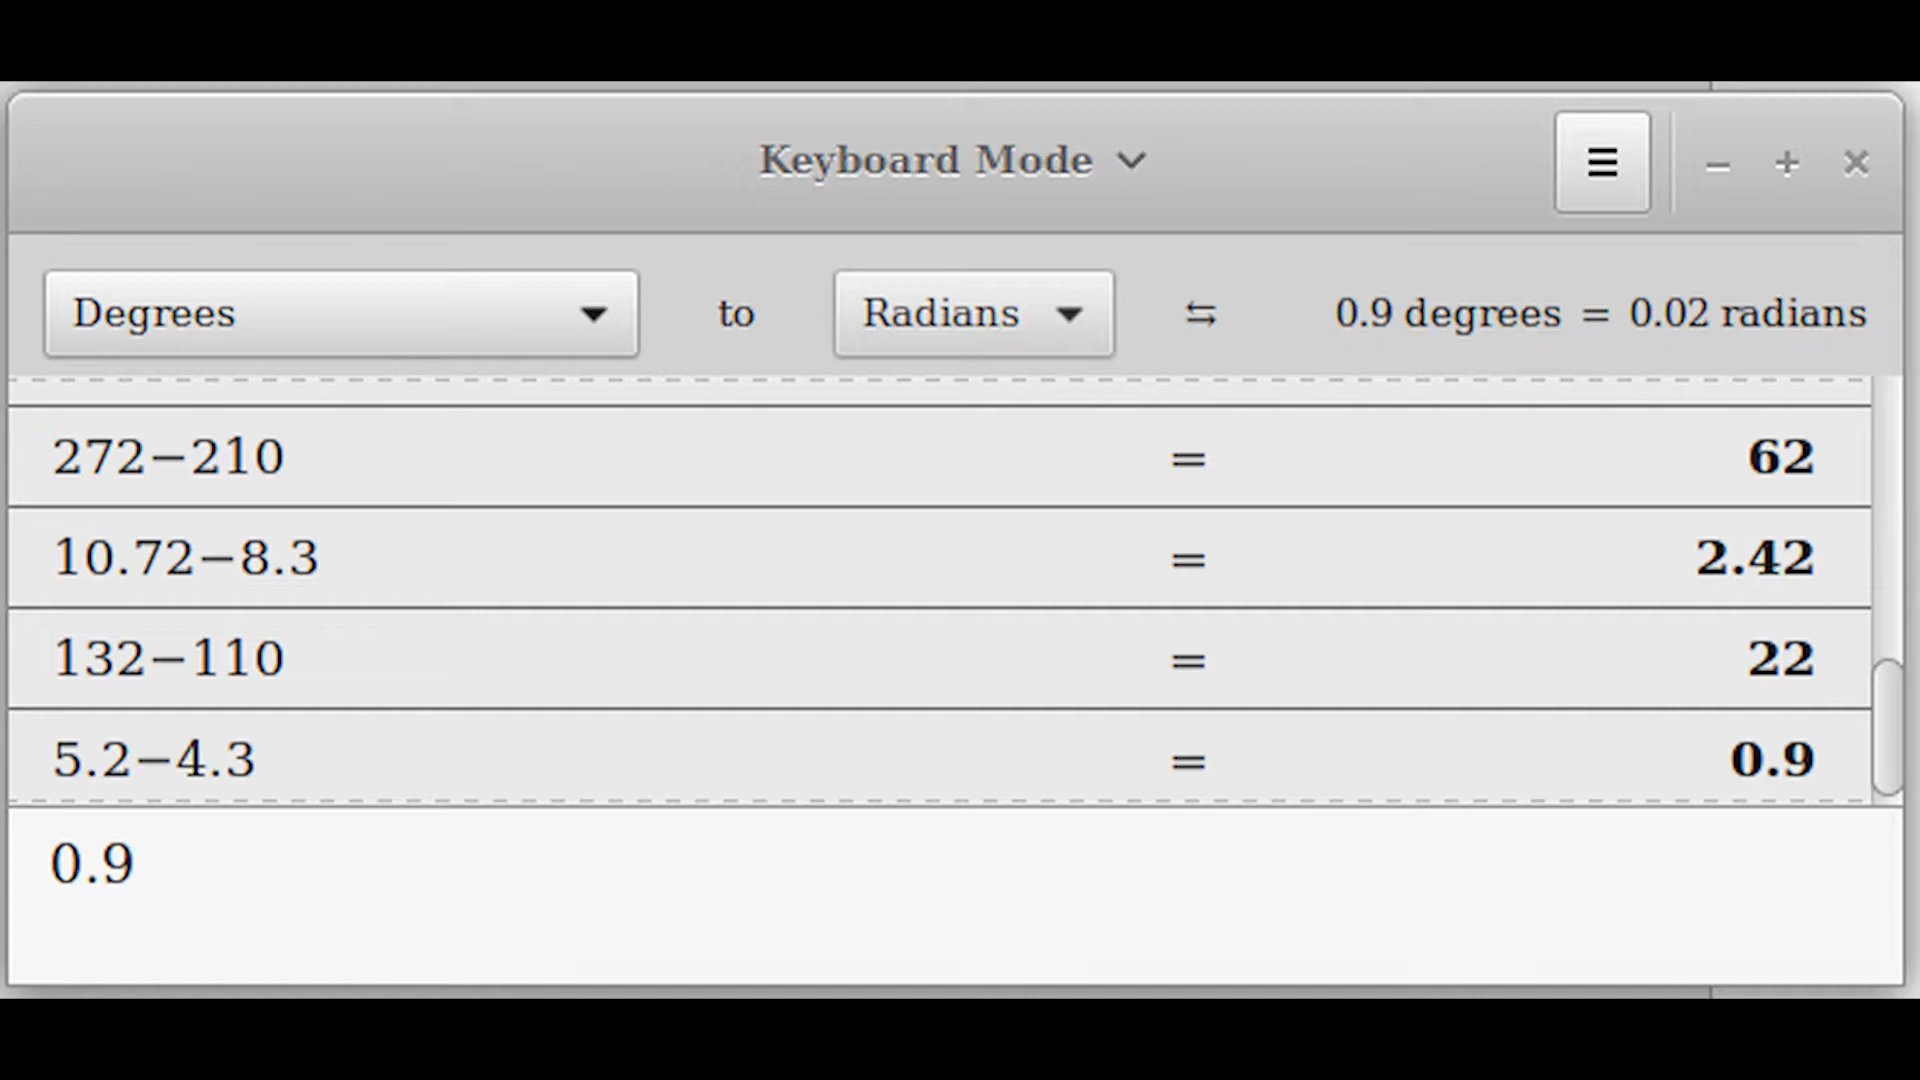 Keyboard Mode
Degrees to Radians ⇆ 0.9 degrees = 0.02 radians
272−210 = 62
10.72−8.3 = 2.42
132−110 = 22
5.2−4.3 = 0.9
0.9